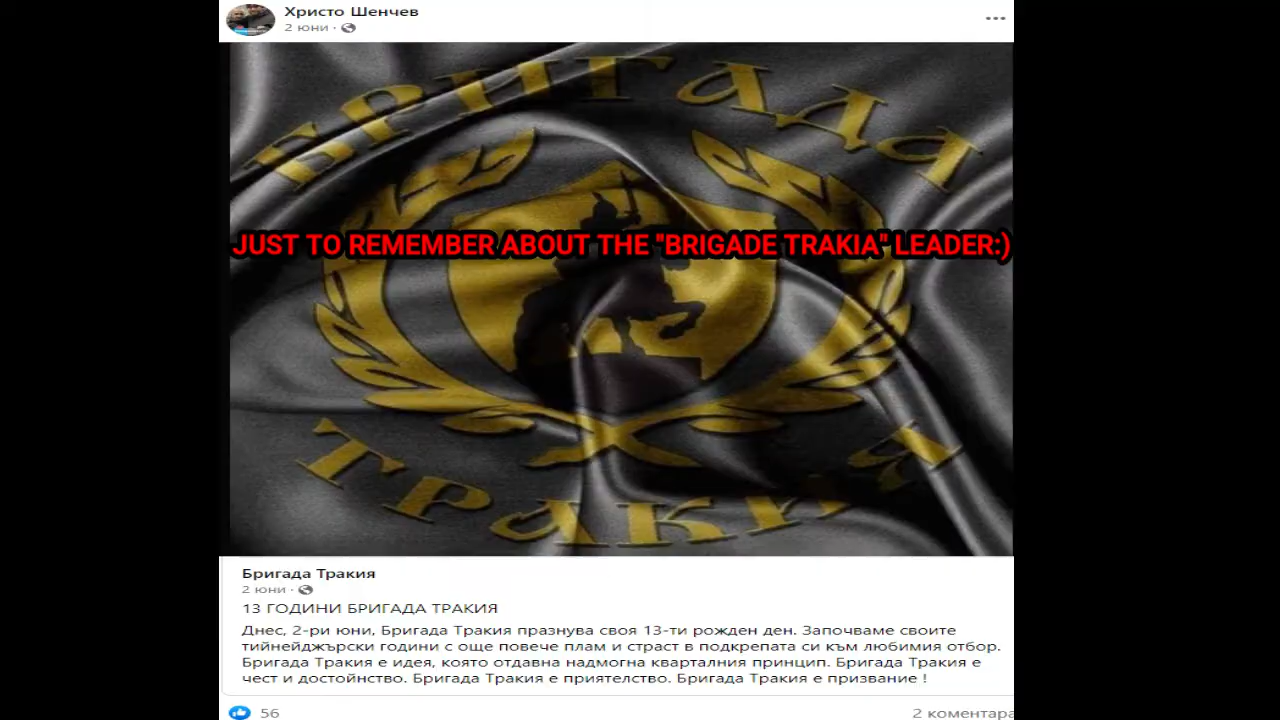 Христо Шенчев
2 юни ·
БРИГАДА
JUST TO REMEMBER ABOUT THE "BRIGADE TRAKIA" LEADER:)
ТРАКИЯ
Бригада Тракия
2 юни ·
13 ГОДИНИ БРИГАДА ТРАКИЯ
Днес, 2-ри юни, Бригада Тракия празнува своя 13-ти рожден ден. Започваме своите
тийнейджърски години с още повече плам и страст в подкрепата си към любимия отбор.
Бригада Тракия е идея, която отдавна надмогна кварталния принцип. Бригада Тракия е
чест и достойнство. Бригада Тракия е приятелство. Бригада Тракия е призвание !
56
2 коментара